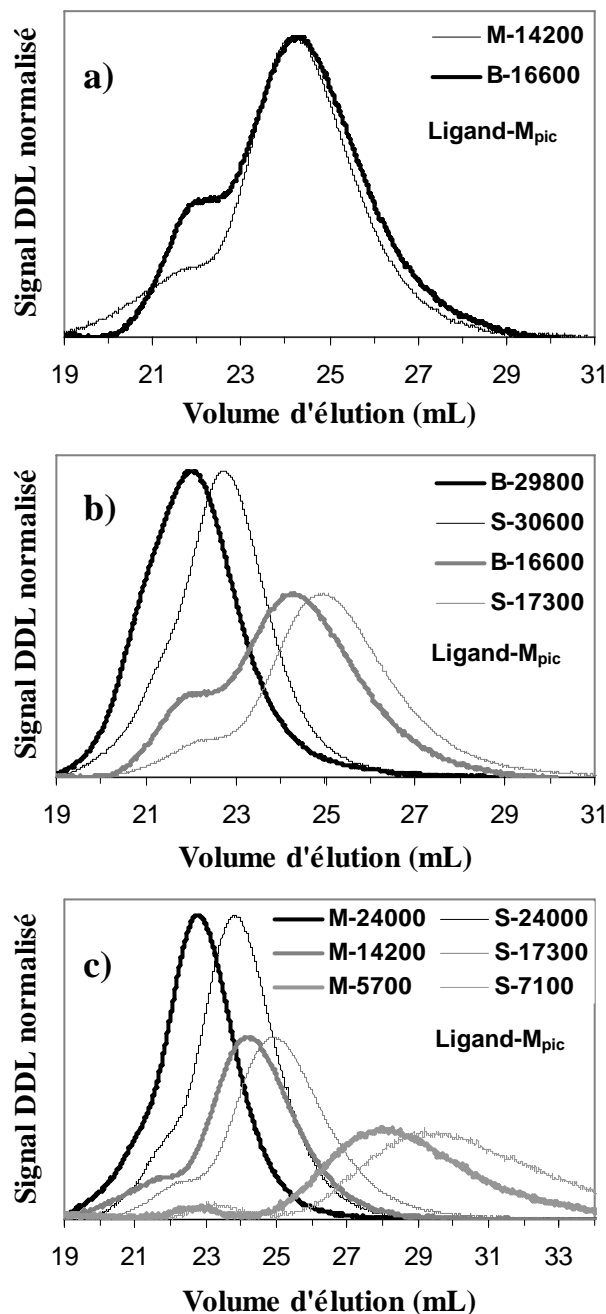 a)
M-14200
B-16600
Ligand-Mpic
Signal DDL normalisé
19 21 23 25 27 29 31
Volume d'élution (mL)
b)
B-29800
S-30600
B-16600
S-17300
Ligand-Mpic
Signal DDL normalisé
19 21 23 25 27 29 31
Volume d'élution (mL)
c)
M-24000 S-24000
M-14200 S-17300
M-5700 S-7100
Ligand-Mpic
Signal DDL normalisé
19 21 23 25 27 29 31 33
Volume d'élution (mL)